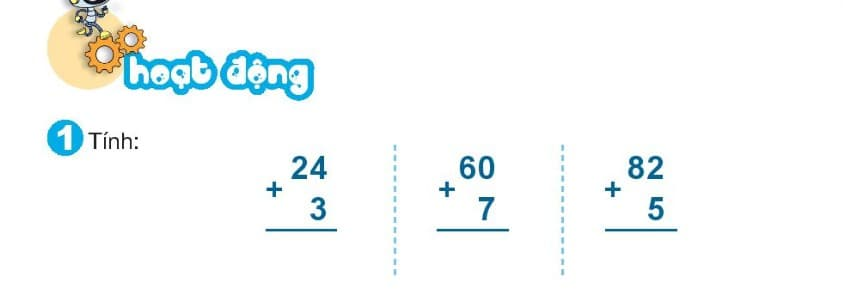 hoạt động
1 Tính:
24 60 82
+ + +
3 7 5